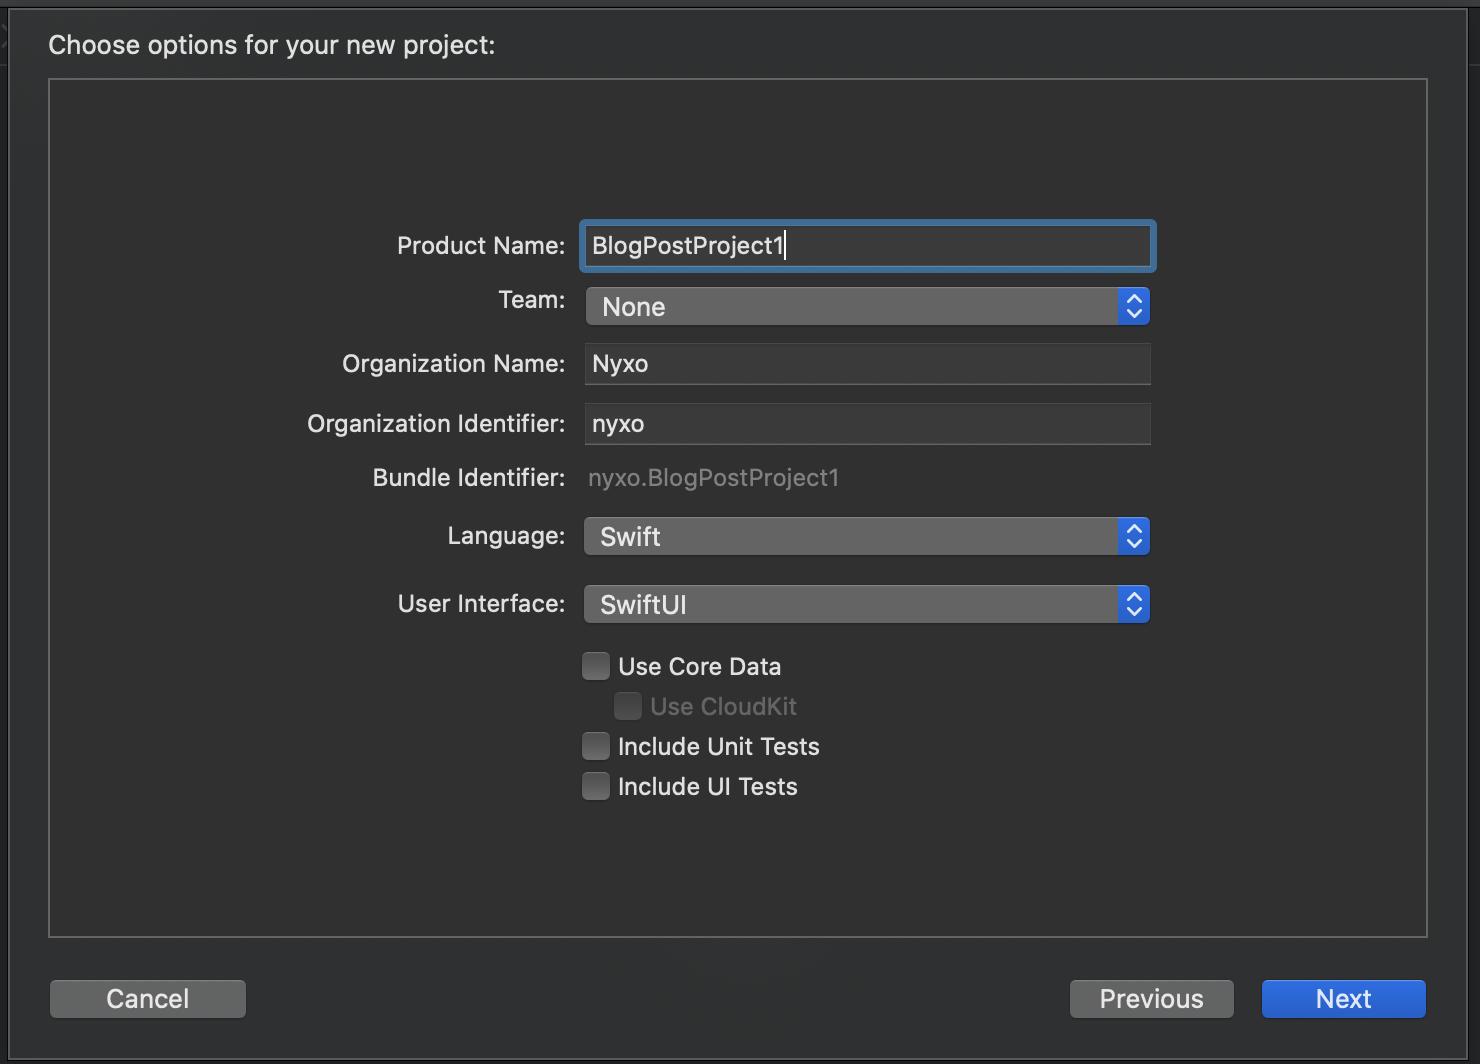 Choose options for your new project:
Product Name: BlogPostProject1
Team: None
Organization Name: Nyxo
Organization Identifier: nyxo
Bundle Identifier: nyxo.BlogPostProject1
Language: Swift
User Interface: SwiftUI
Use Core Data
Use CloudKit
Include Unit Tests
Include UI Tests
Cancel Previous Next